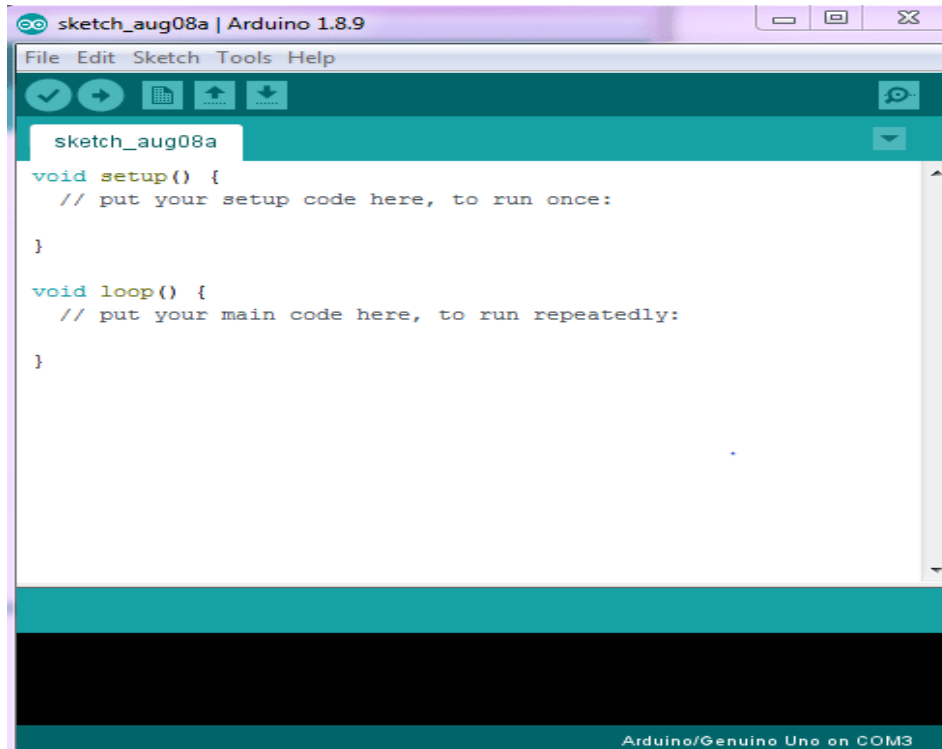 sketch_aug08a | Arduino 1.8.9
File Edit Sketch Tools Help
sketch_aug08a
void setup() {
  // put your setup code here, to run once:
}
void loop() {
  // put your main code here, to run repeatedly:
}
Arduino/Genuino Uno on COM3